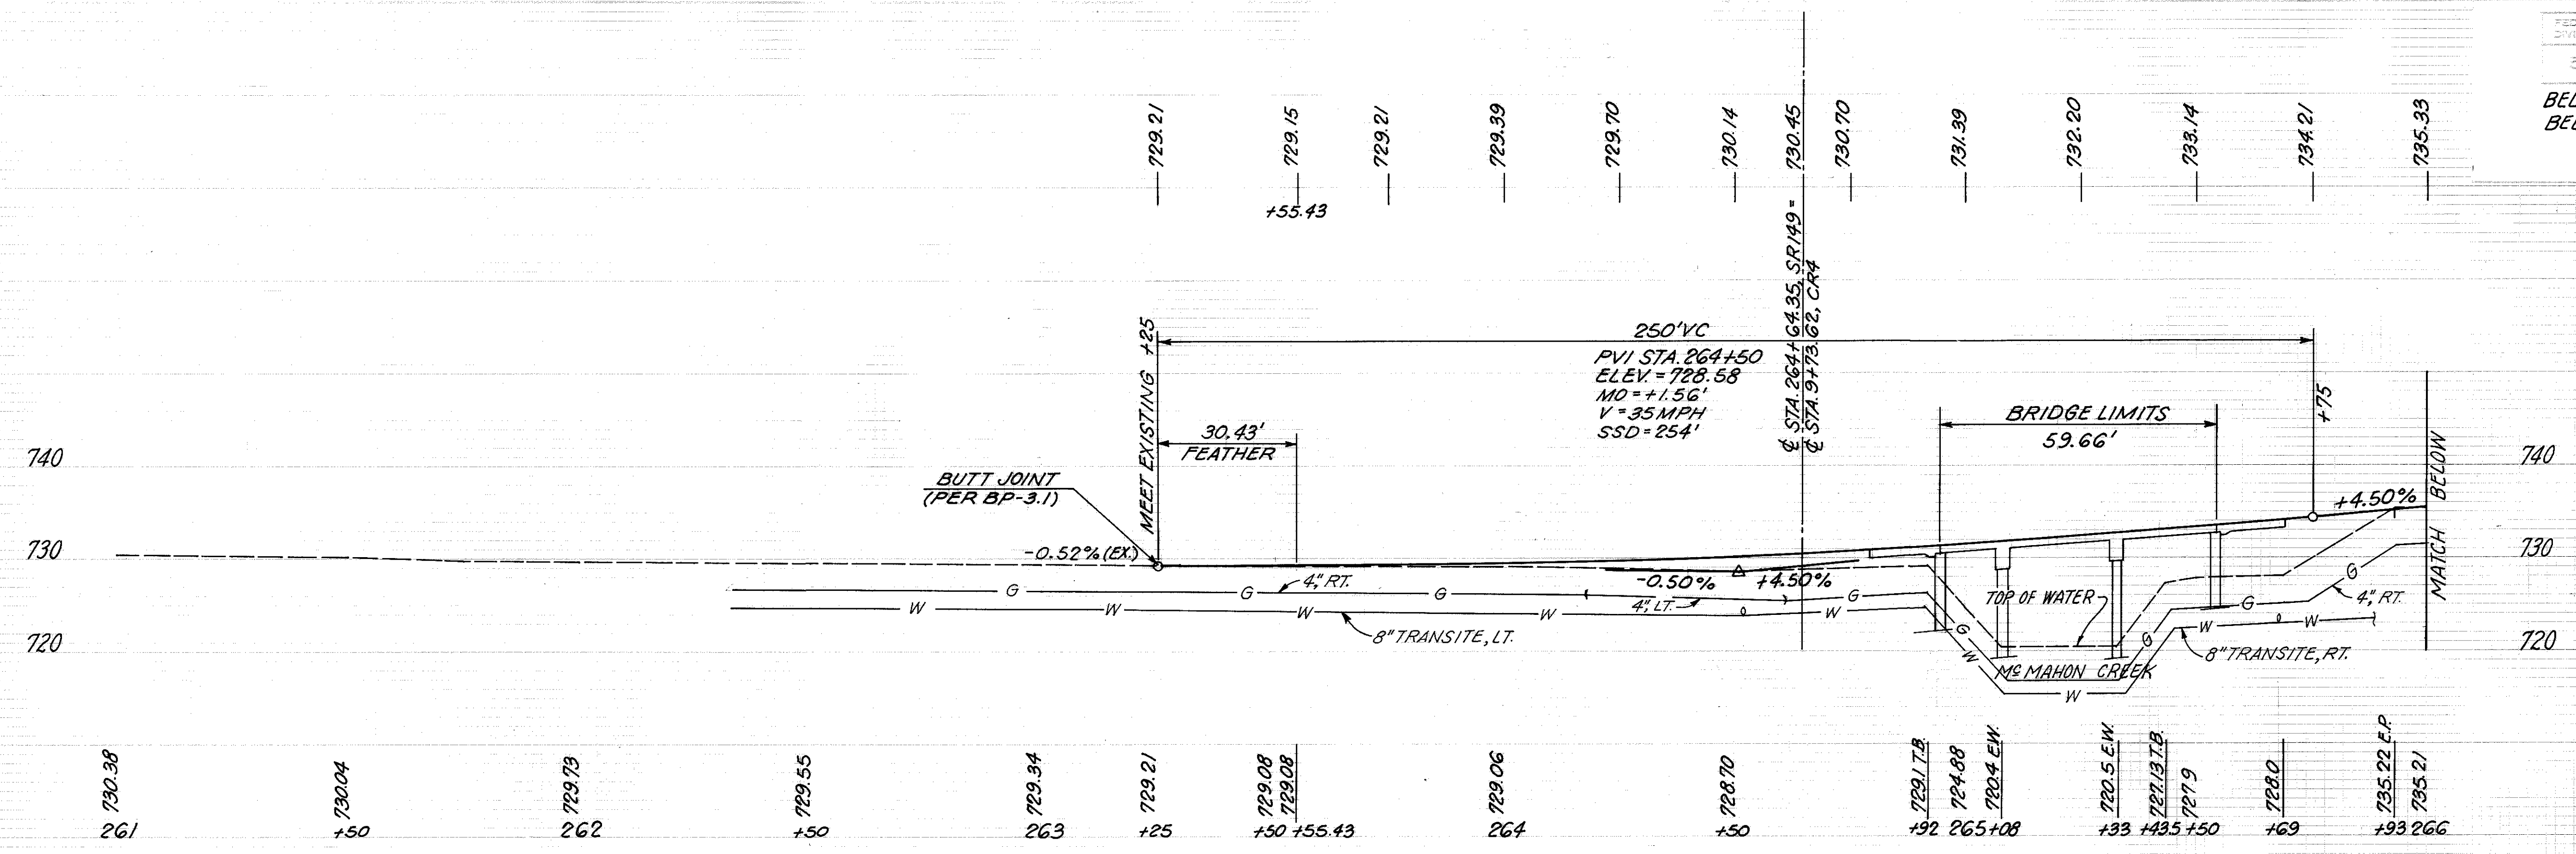 BEL
BEL
729.21
729.15
729.21
729.39
729.70
730.14
730.45
730.70
731.39
732.20
733.14
734.21
735.33
+55.43
℄ STA. 264+64.35, SR149 =
℄ STA. 9+73.62, CR4
250' VC
PVI STA. 264+50
ELEV. = 728.58
MO = +1.56'
V = 35 MPH
SSD = 254'
MEET EXISTING +25
30.43'
FEATHER
BRIDGE LIMITS
59.66'
+75
+4.50%
MATCH BELOW
740
740
BUTT JOINT
(PER BP-3.1)
730
-0.52% (EX.)
730
-0.50%
+4.50%
G G 4", RT. G 4", LT. G
W W W W W
8" TRANSITE, LT.
TOP OF WATER
G
W
G
G
G
4", RT.
W W
8" TRANSITE, RT.
720
720
Mc MAHON CREEK
W
730.38
730.04
729.73
729.55
729.34
729.21
729.08
729.08
729.06
728.70
729.1 T.B.
724.88
720.4 E.W.
720.5 E.W.
727.13 T.B.
727.9
728.0
735.22 E.P.
735.21
261 +50 262 +50 263 +25 +50 +55.43 264 +50 +92 265 +08 +33 +43.5 +50 +69 +93 266